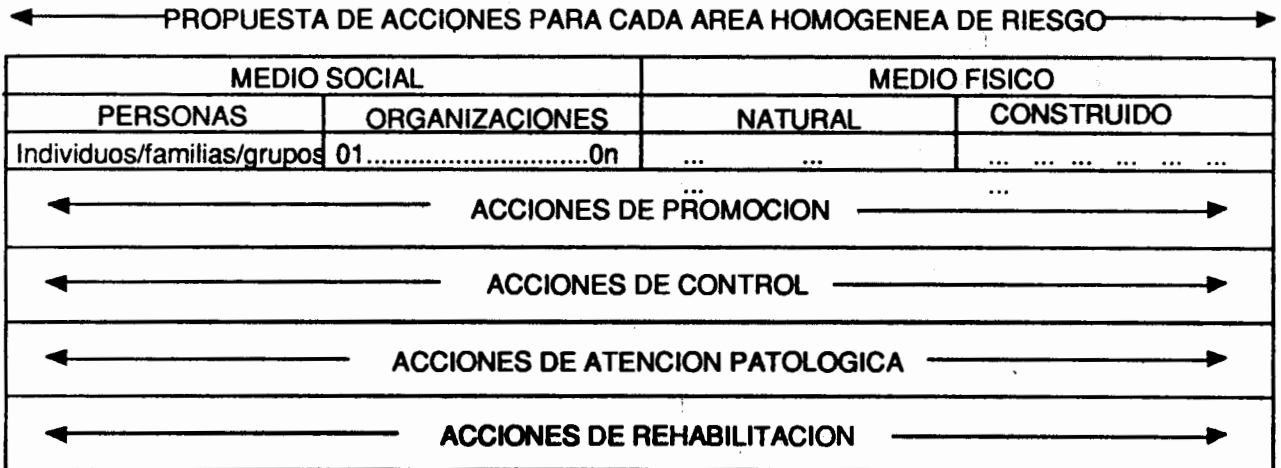 PROPUESTA DE ACCIONES PARA CADA AREA HOMOGENEA DE RIESGO
MEDIO SOCIAL MEDIO FISICO
PERSONAS ORGANIZACIONES NATURAL CONSTRUIDO
Individuos/familias/grupos 01.............................0n ... ... ... ... ... ... ... ...
... ...
ACCIONES DE PROMOCION
ACCIONES DE CONTROL
ACCIONES DE ATENCION PATOLOGICA
ACCIONES DE REHABILITACION